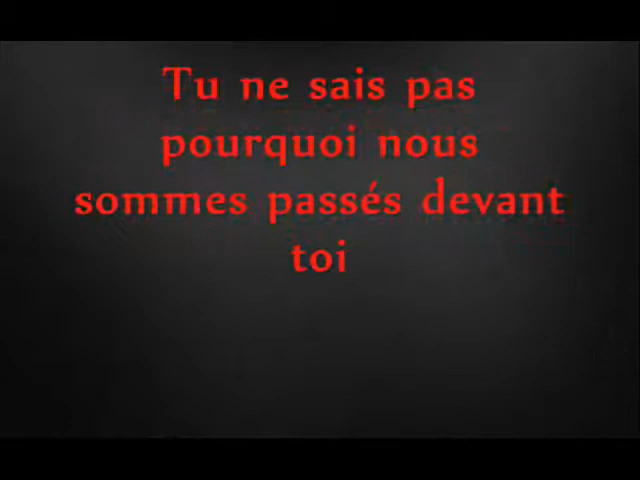 Tu ne sais pas
pourquoi nous
sommes passés devant
toi